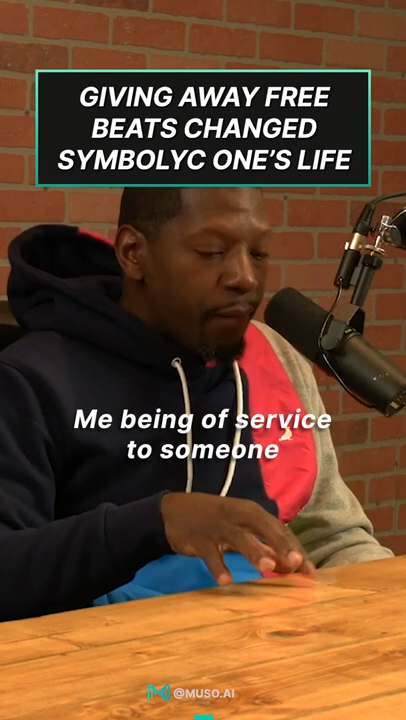 GIVING AWAY FREE
BEATS CHANGED
SYMBOLYC ONE'S LIFE
Me being of service
to someone
@MUSO.AI